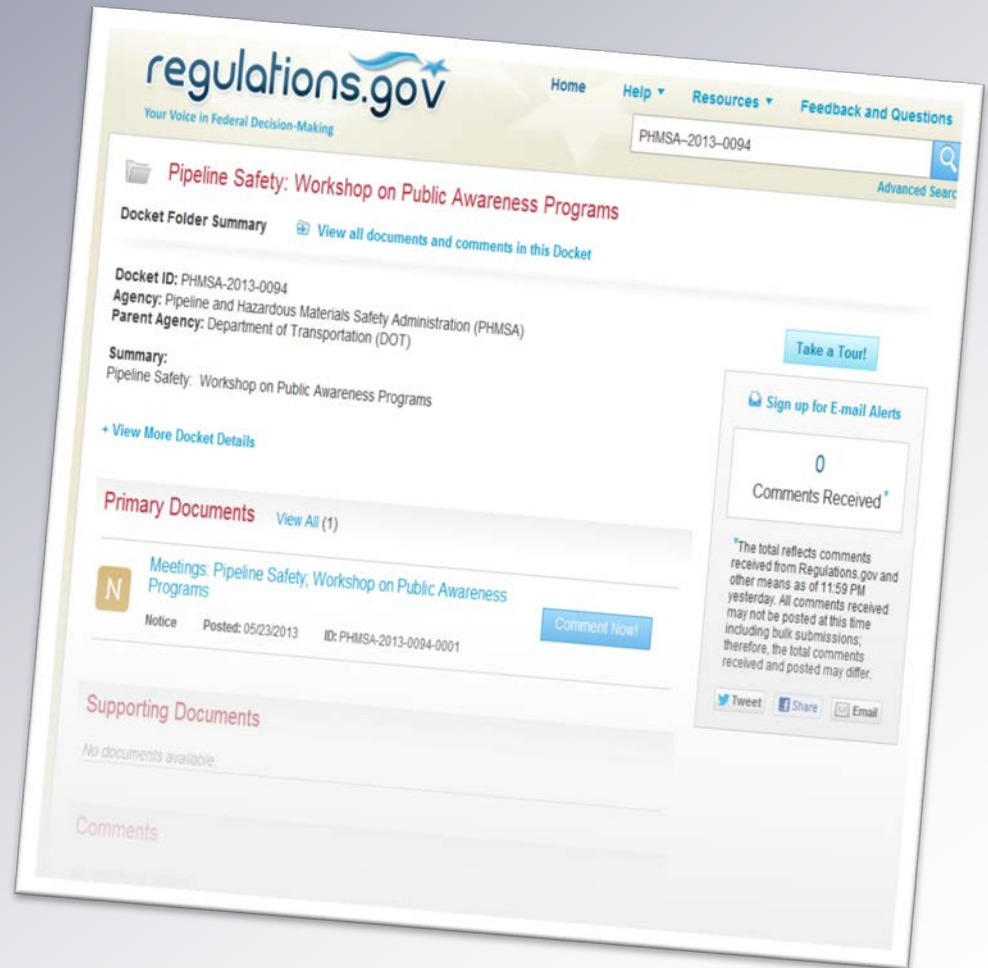 regulations.gov
Your Voice in Federal Decision-Making
Home Help Resources Feedback and Questions
PHMSA–2013–0094
Advanced Searc
Pipeline Safety: Workshop on Public Awareness Programs
Docket Folder Summary View all documents and comments in this Docket
Docket ID: PHMSA-2013-0094
Agency: Pipeline and Hazardous Materials Safety Administration (PHMSA)
Parent Agency: Department of Transportation (DOT)
Summary:
Pipeline Safety: Workshop on Public Awareness Programs
+ View More Docket Details
Take a Tour!
Sign up for E-mail Alerts
0
Comments Received*
*The total reflects comments
received from Regulations.gov and
other means as of 11:59 PM
yesterday. All comments received
may not be posted at this time
including bulk submissions;
therefore, the total comments
received and posted may differ.
Tweet Share Email
Primary Documents View All (1)
N
Meetings: Pipeline Safety; Workshop on Public Awareness
Programs
Comment Now!
Notice Posted: 05/23/2013 ID: PHMSA-2013-0094-0001
Supporting Documents
No documents available.
Comments